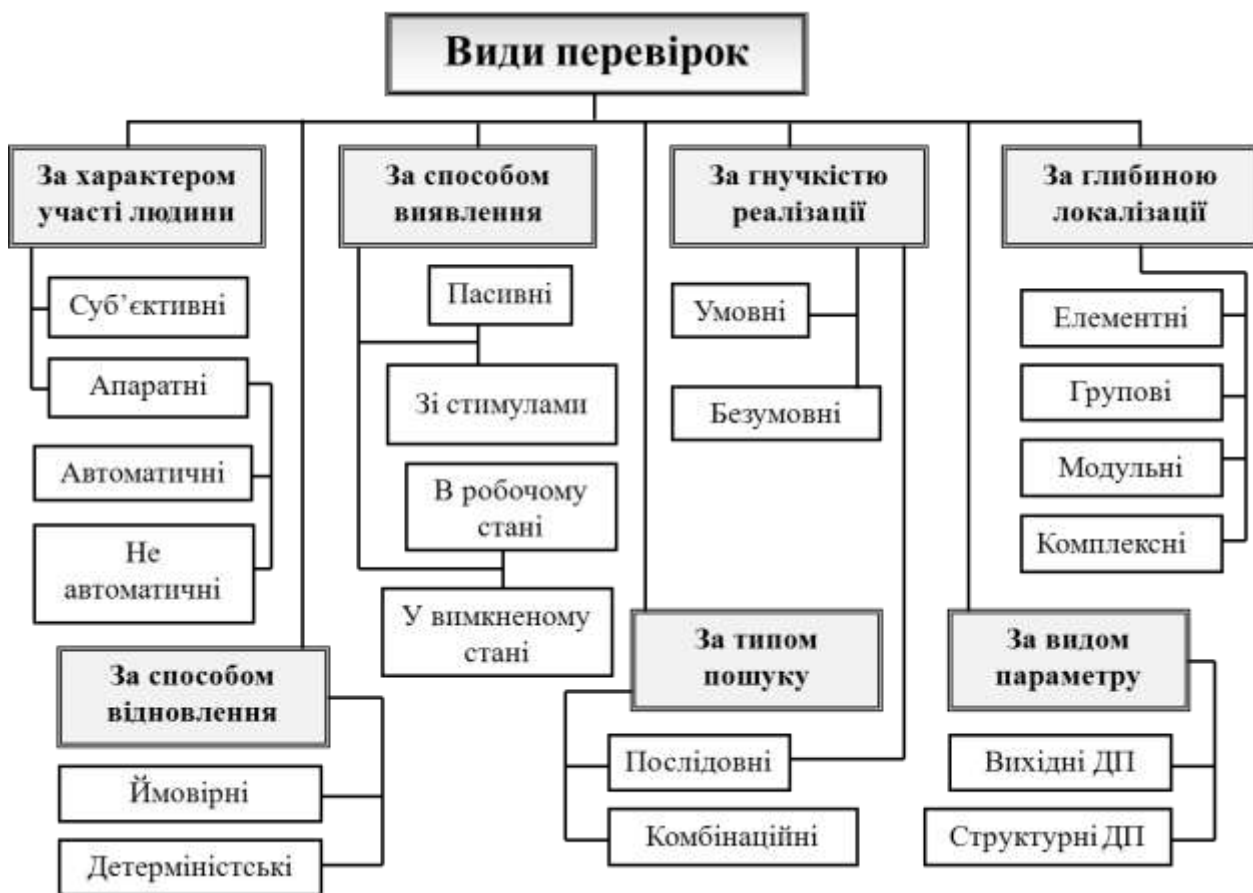 Види перевірок
За характером
участі людини
Суб’єктивні
Апаратні
Автоматичні
Не
автоматичні
За способом
виявлення
Пасивні
Зі стимулами
В робочому
стані
У вимкненому
стані
За гнучкістю
реалізації
Умовні
Безумовні
За глибиною
локалізації
Елементні
Групові
Модульні
Комплексні
За способом
відновлення
Ймовірні
Детерміністські
За типом
пошуку
Послідовні
Комбінаційні
За видом
параметру
Вихідні ДП
Структурні ДП